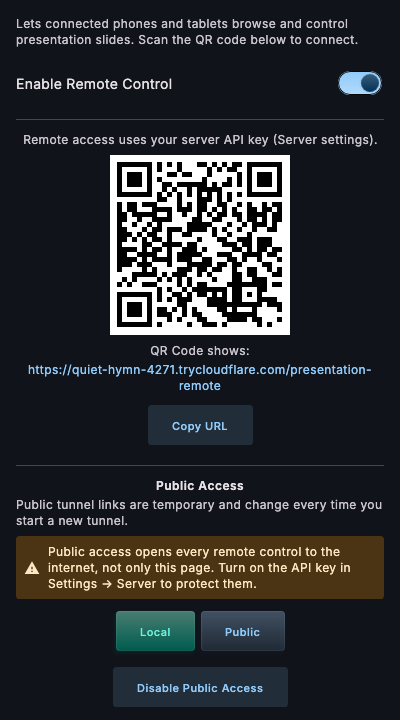 Lets connected phones and tablets browse and control
presentation slides. Scan the QR code below to connect.
Enable Remote Control
Remote access uses your server API key (Server settings).
QR Code shows:
https://quiet-hymn-4271.trycloudflare.com/presentation-
remote
Copy URL
Public Access
Public tunnel links are temporary and change every time you
start a new tunnel.
Public access opens every remote control to the
internet, not only this page. Turn on the API key in
Settings → Server to protect them.
Local
Public
Disable Public Access